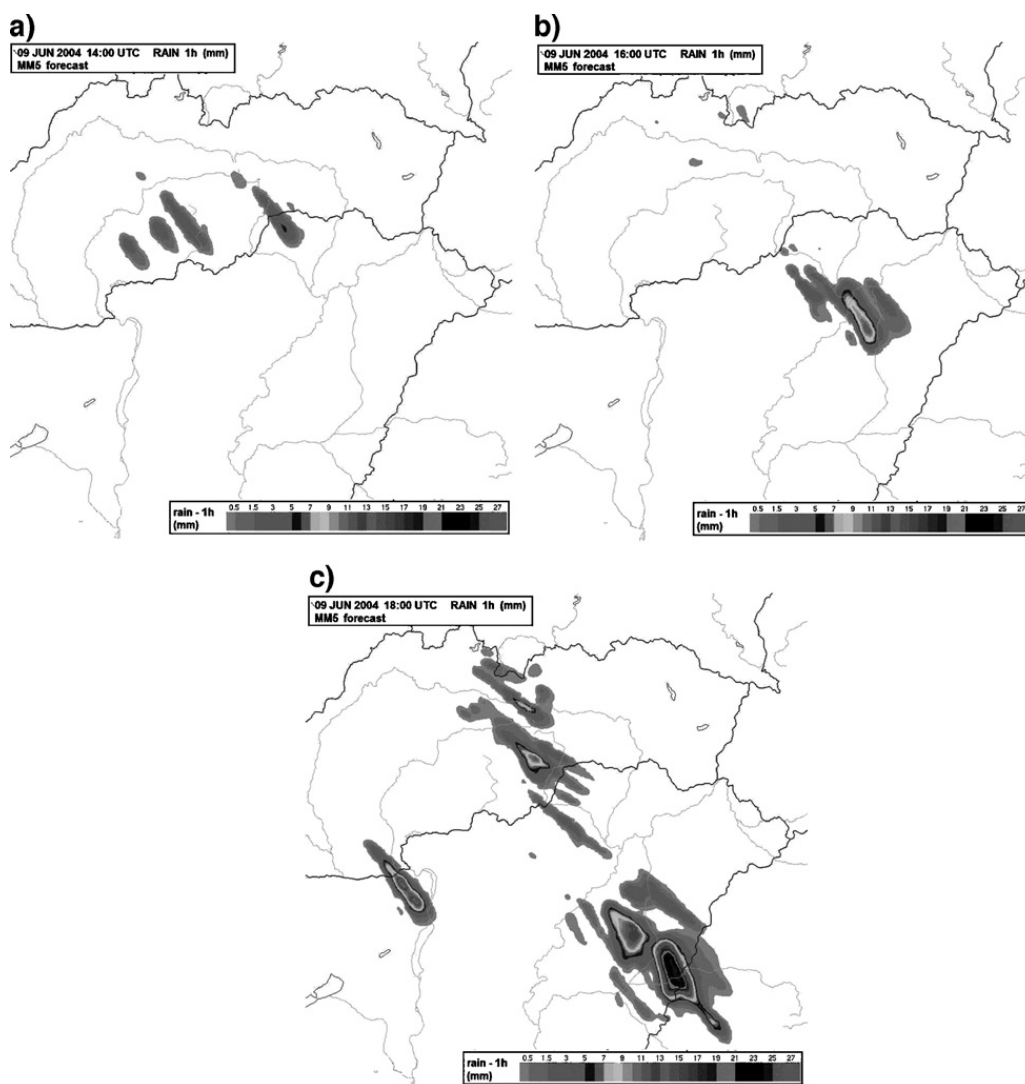 a)
09 JUN 2004 14:00 UTC RAIN 1h (mm)
MM5 forecast
rain - 1h
(mm)
0.5 1.5 3 5 7 9 11 13 15 17 19 21 23 25 27
b)
09 JUN 2004 16:00 UTC RAIN 1h (mm)
MM5 forecast
rain - 1h
(mm)
0.5 1.5 3 5 7 9 11 13 15 17 19 21 23 25 27
c)
09 JUN 2004 18:00 UTC RAIN 1h (mm)
MM5 forecast
rain - 1h
(mm)
0.5 1.5 3 5 7 9 11 13 15 17 19 21 23 25 27